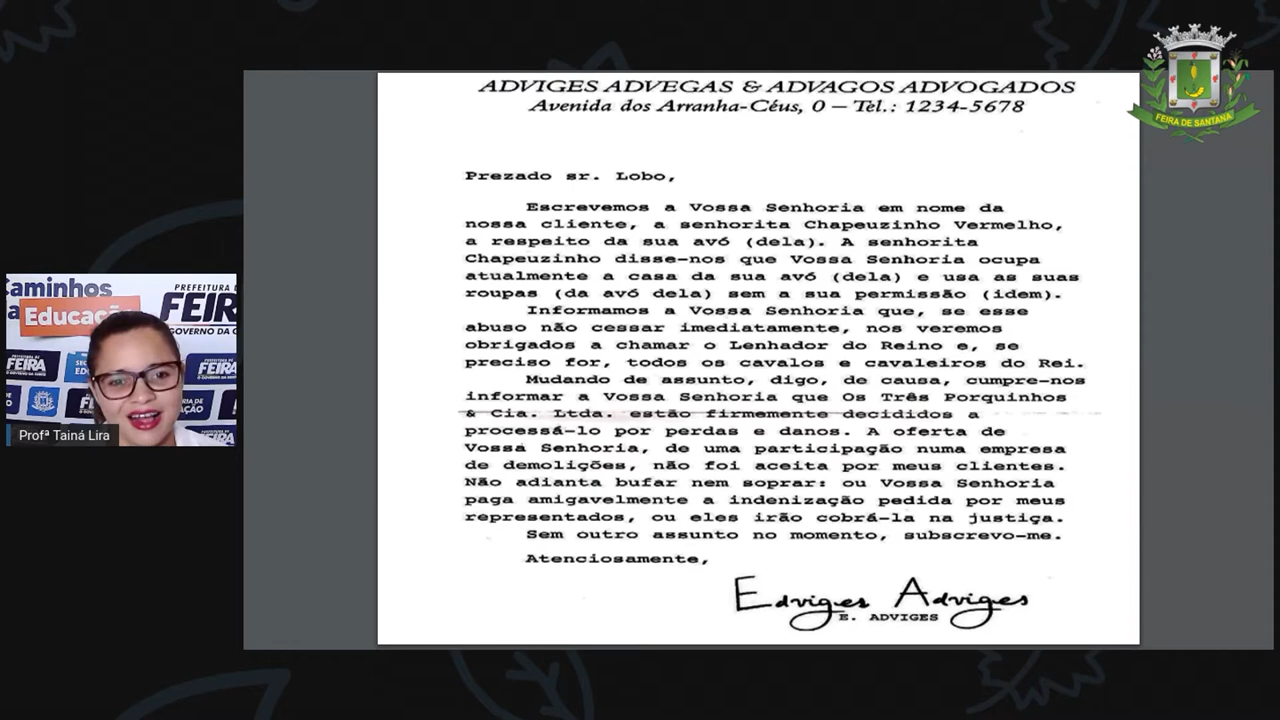 ADVIGES ADVEGAS & ADVAGOS ADVOGADOS
Avenida dos Arranha-Céus, 0 — Tel.: 1234-5678
FEIRA DE SANTANA
Prezado sr. Lobo,
Escrevemos a Vossa Senhoria em nome da
nossa cliente, a senhorita Chapeuzinho Vermelho,
a respeito da sua avó (dela). A senhorita
Chapeuzinho disse-nos que Vossa Senhoria ocupa
atualmente a casa da sua avó (dela) e usa as suas
roupas (da avó dela) sem a sua permissão (idem).
Informamos a Vossa Senhoria que, se esse
abuso não cessar imediatamente, nos veremos
obrigados a chamar o Lenhador do Reino e, se
preciso for, todos os cavalos e cavaleiros do Rei.
Mudando de assunto, digo, de causa, cumpre-nos
informar a Vossa Senhoria que Os Três Porquinhos
& Cia. Ltda. estão firmemente decididos a
processá-lo por perdas e danos. A oferta de
Vossa Senhoria, de uma participação numa empresa
de demolições, não foi aceita por meus clientes.
Não adianta bufar nem soprar: ou Vossa Senhoria
paga amigavelmente a indenização pedida por meus
representados, ou eles irão cobrá-la na justiça.
Sem outro assunto no momento, subscrevo-me.
Atenciosamente,
Edviges Adviges
E. ADVIGES
Caminhos
Educaç
PREFEITURA
FEIR
GOVERNO DA
FEIRA
FEIRA
Profª Tainá Lira